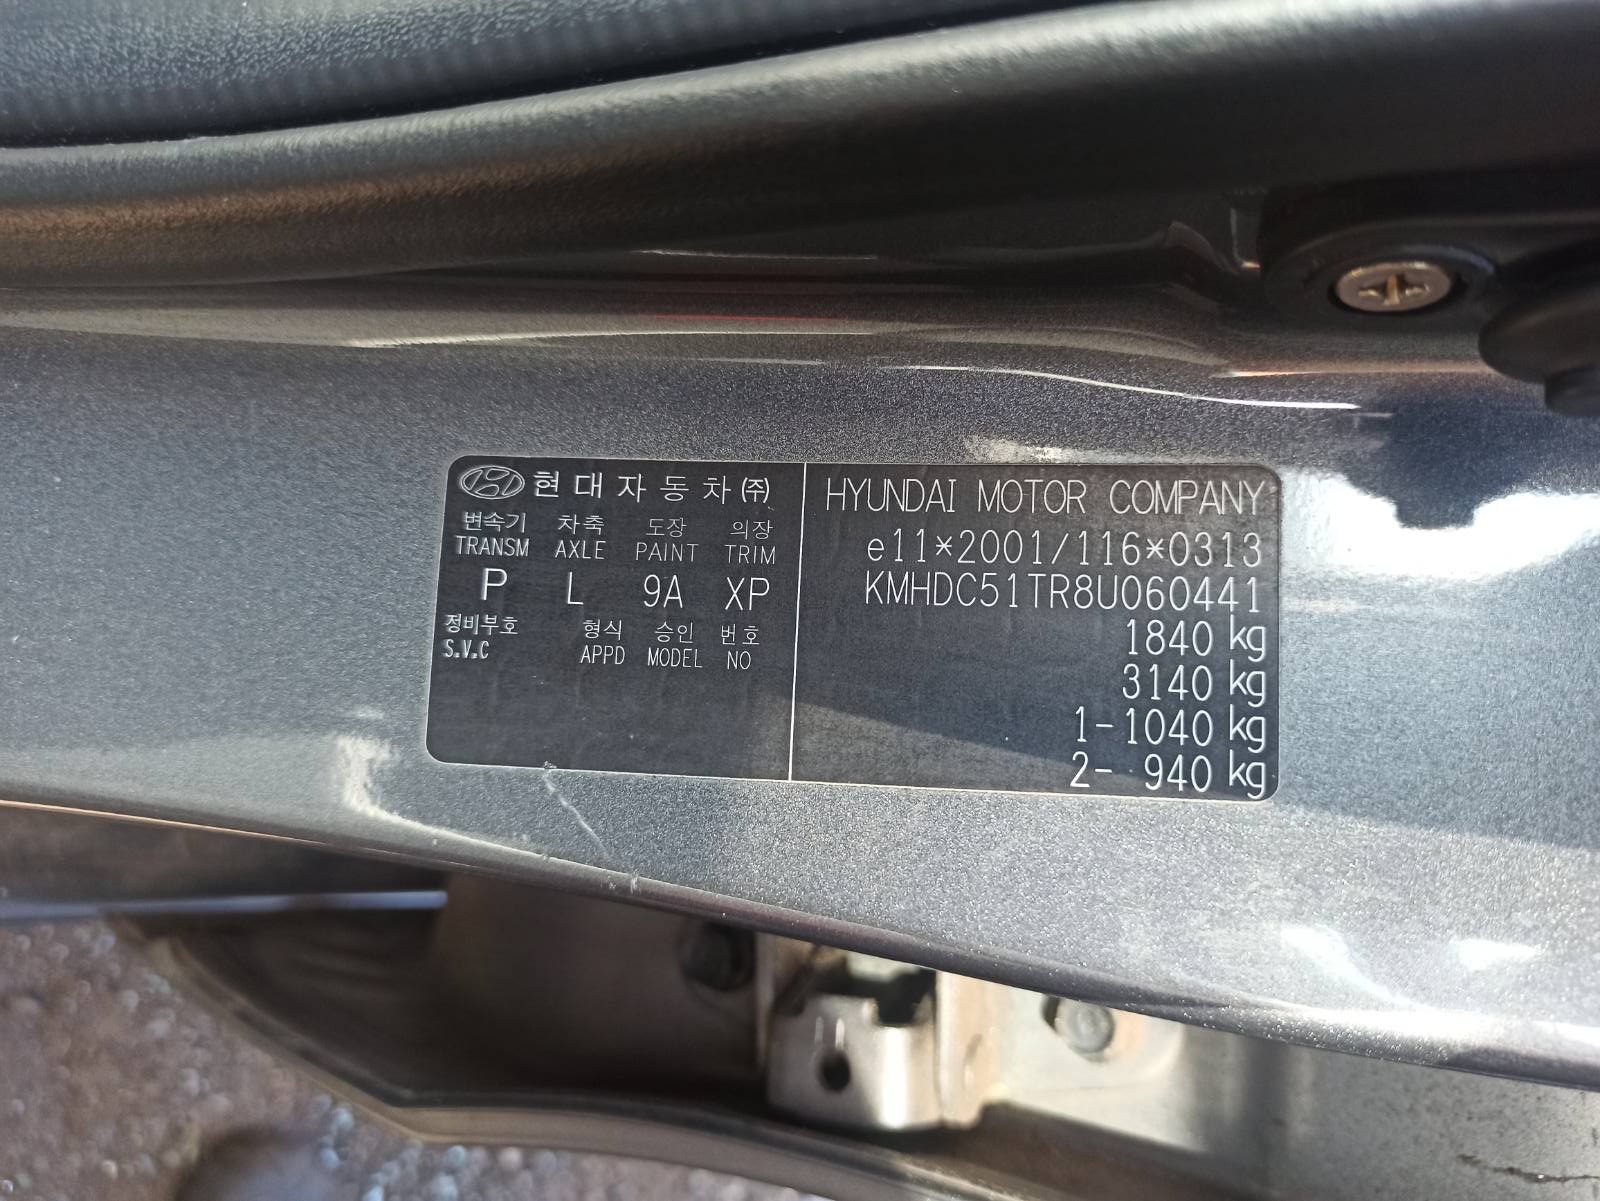 현대자동차(주)
변속기 차축 도장 의장
TRANSM AXLE PAINT TRIM
P L 9A XP
정비부호 형식 승인 번호
S.V.C APPD MODEL NO
HYUNDAI MOTOR COMPANY
e11*2001/116*0313
KMHDC51TR8U060441
1840 kg
3140 kg
1-1040 kg
2- 940 kg